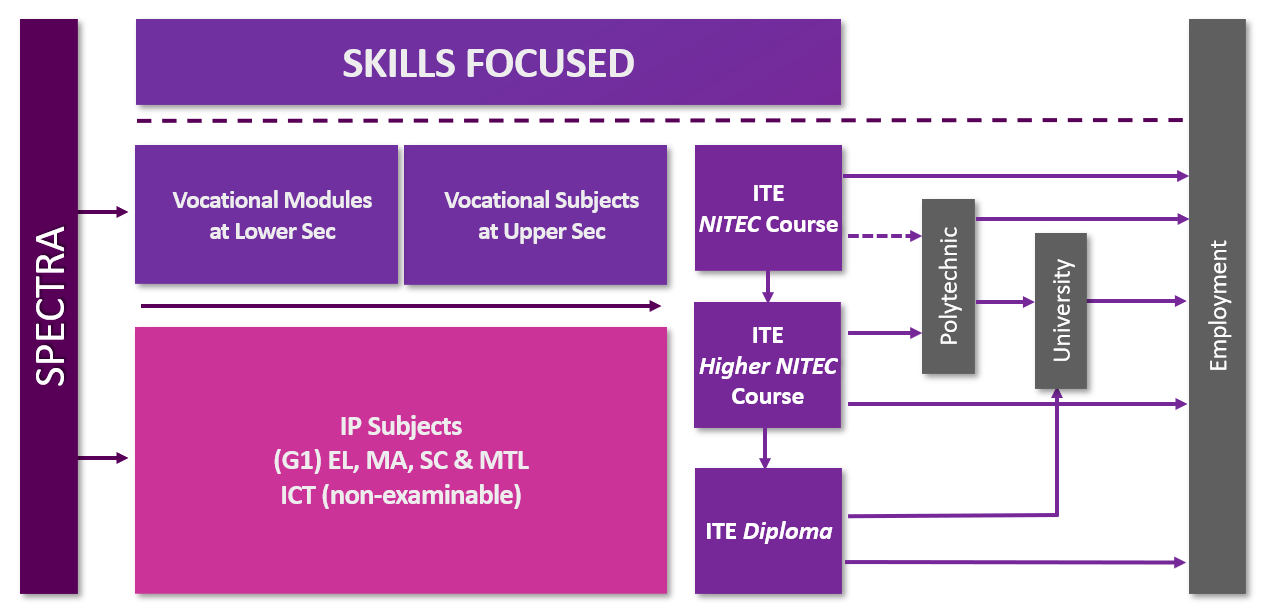 SPECTRA
SKILLS FOCUSED
Vocational Modules
at Lower Sec
Vocational Subjects
at Upper Sec
IP Subjects
(G1) EL, MA, SC & MTL
ICT (non-examinable)
ITE
NITEC Course
ITE
Higher NITEC
Course
ITE Diploma
Polytechnic
University
Employment